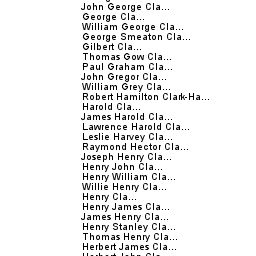 John George Cla...
George Cla...
William George Cla...
George Smeaton Cla...
Gilbert Cla...
Thomas Gow Cla...
Paul Graham Cla...
John Gregor Cla...
William Grey Cla...
Robert Hamilton Clark-Ha...
Harold Cla...
James Harold Cla...
Lawrence Harold Cla...
Leslie Harvey Cla...
Raymond Hector Cla...
Joseph Henry Cla...
Henry John Cla...
Henry William Cla...
Willie Henry Cla...
Henry Cla...
Henry James Cla...
James Henry Cla...
Henry Stanley Cla...
Thomas Henry Cla...
Herbert James Cla...
Herbert John Cla...